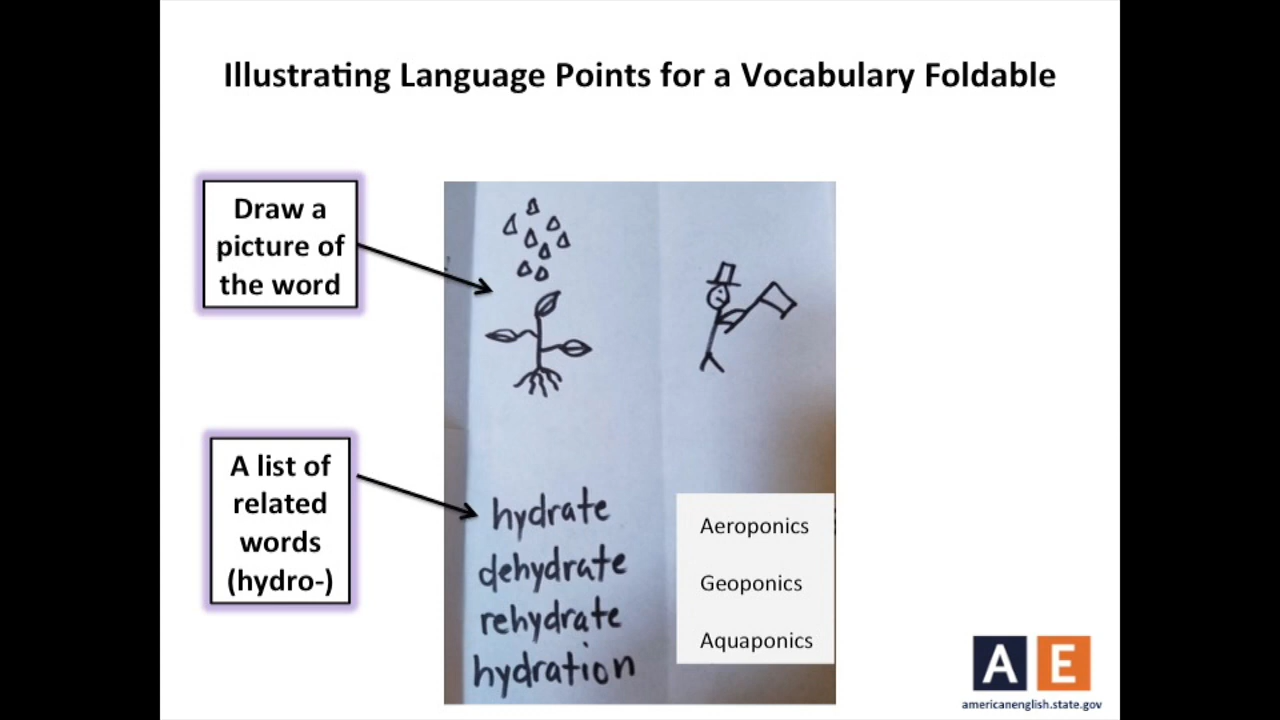 Illustrating Language Points for a Vocabulary Foldable
Draw a
picture of
the word
A list of
related
words
(hydro-)
hydrate
dehydrate
rehydrate
hydration
Aeroponics
Geoponics
Aquaponics
AE
americanenglish.state.gov